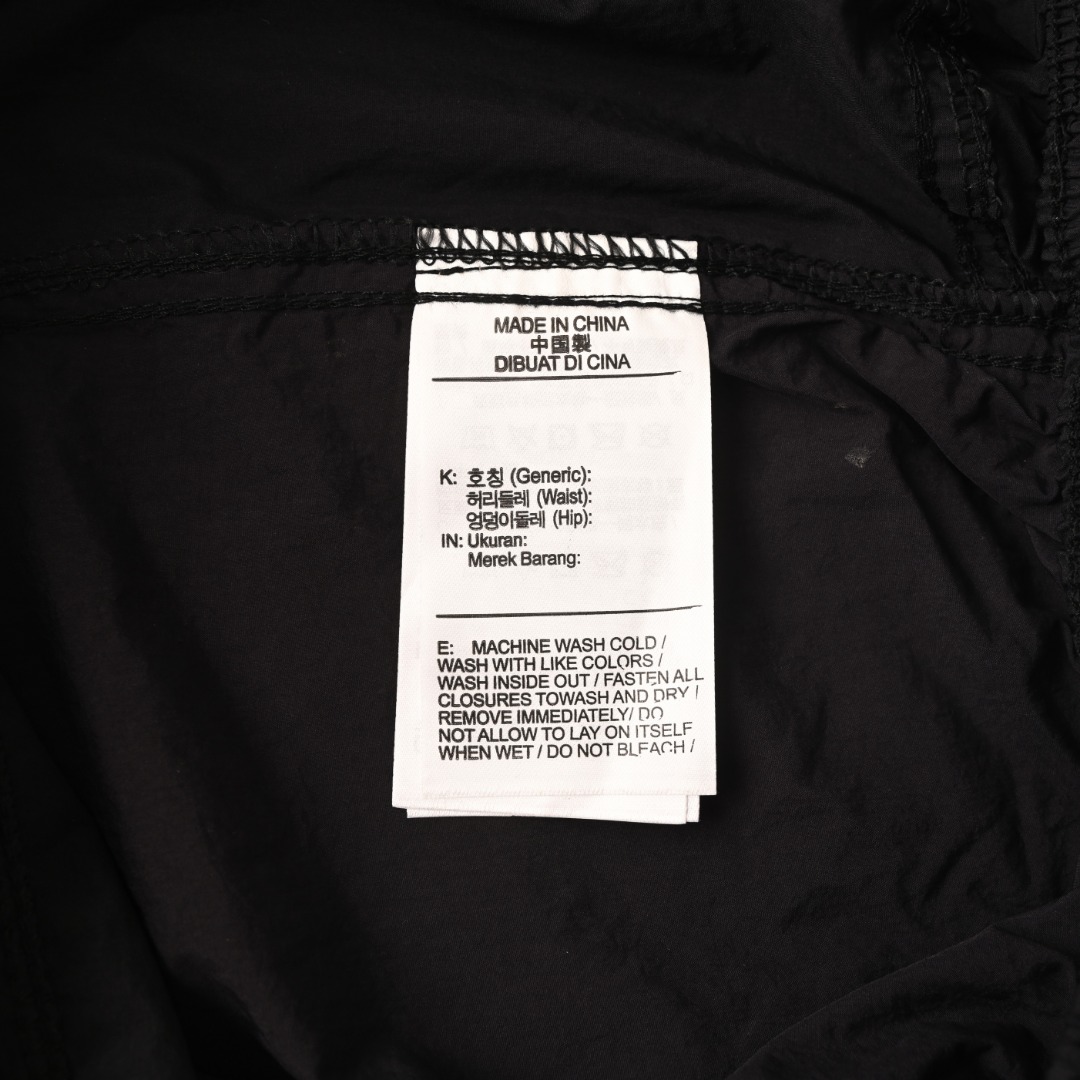 MADE IN CHINA
中国製
DIBUAT DI CINA
K: 호칭 (Generic):
허리둘레 (Waist):
엉덩이둘레 (Hip):
IN: Ukuran:
Merek Barang:
E: MACHINE WASH COLD /
WASH WITH LIKE COLORS /
WASH INSIDE OUT / FASTEN ALL
CLOSURES TOWASH AND DRY /
REMOVE IMMEDIATELY/ DO
NOT ALLOW TO LAY ON ITSELF
WHEN WET / DO NOT BLEACH /